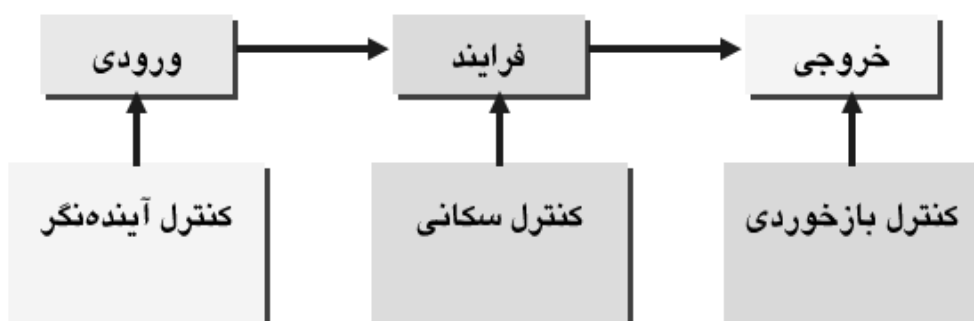 ورودی
فرایند
خروجی
کنترل آینده‌نگر
کنترل سکانی
کنترل بازخوردی